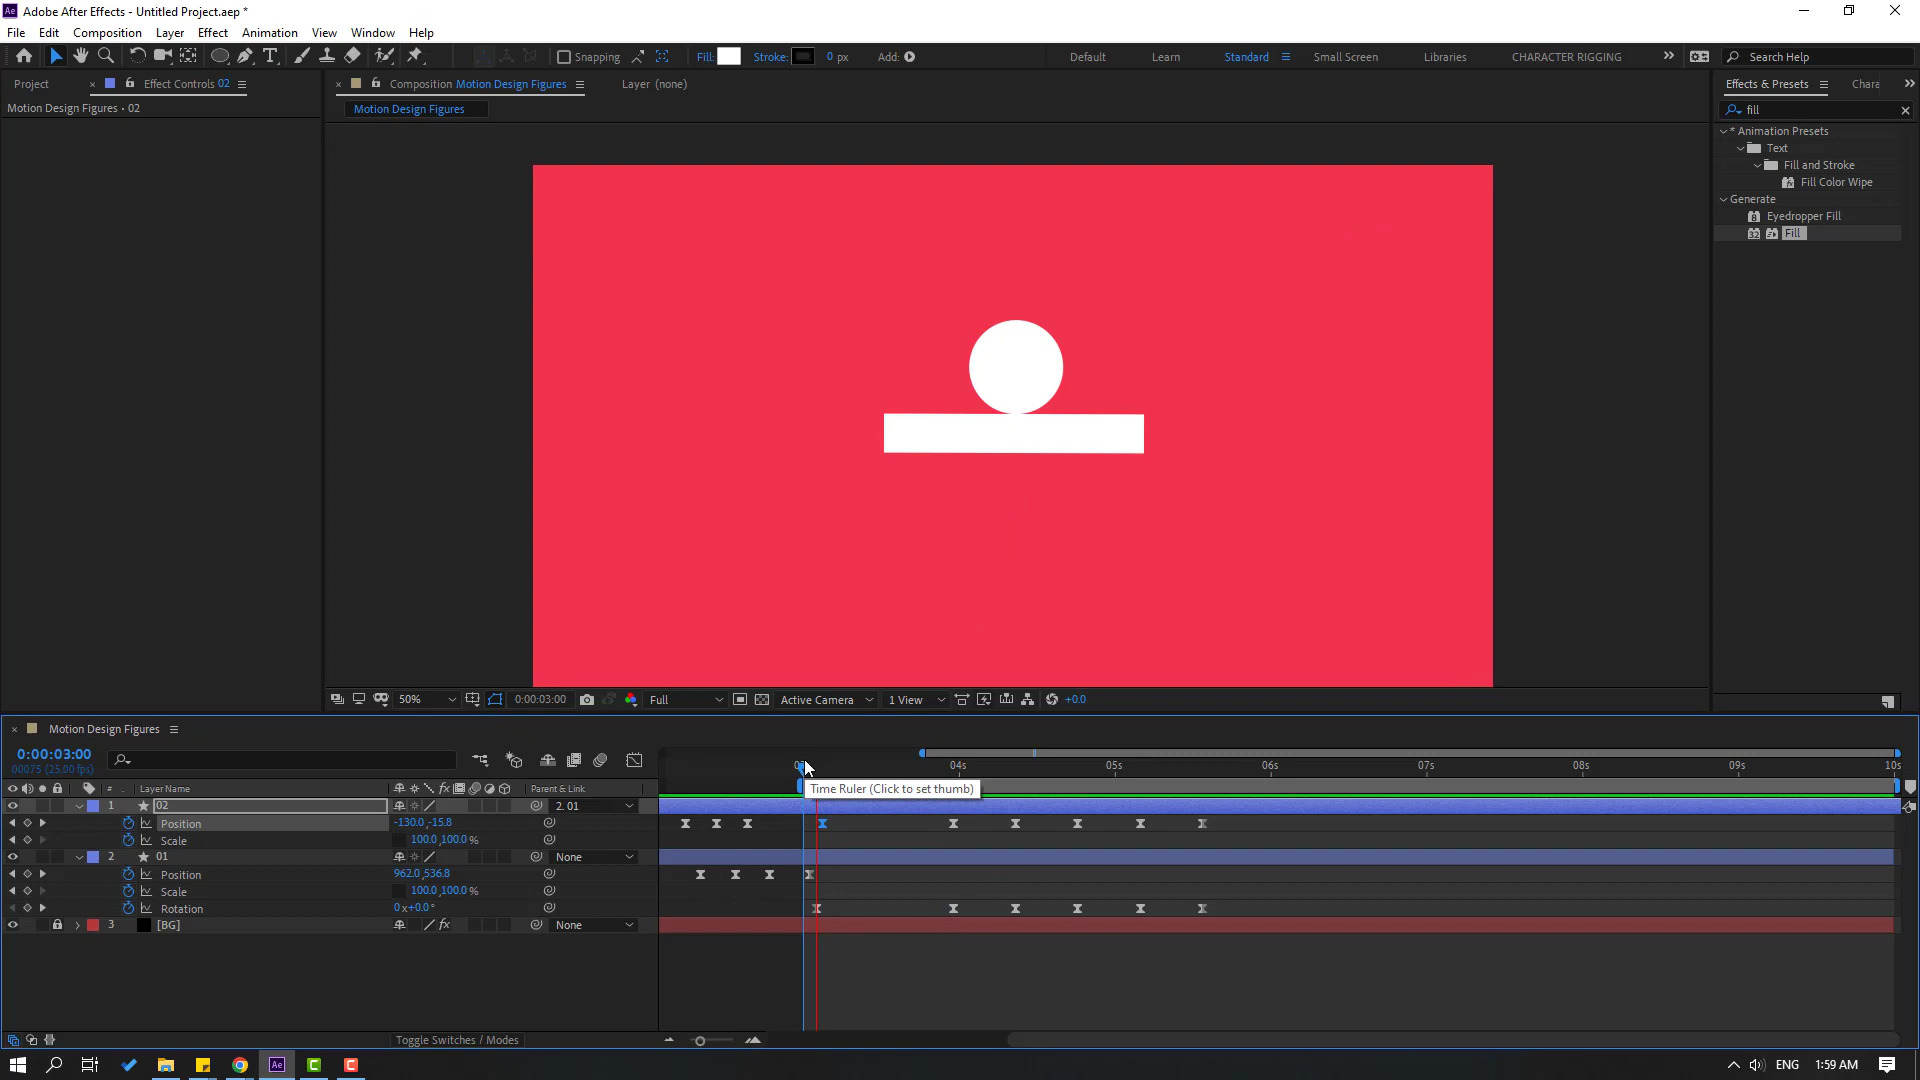 Adobe After Effects - Untitled Project.aep *
File Edit Composition Layer Effect Animation View Window Help
Snapping Fill: Stroke: 0 px Add: Default Learn Standard Small Screen Libraries CHARACTER RIGGING Search Help
Project Effect Controls 02 Composition Motion Design Figures Layer (none) Effects & Presets Chara
Motion Design Figures • 02
Motion Design Figures
fill
* Animation Presets
Text
Fill and Stroke
Fill Color Wipe
Generate
Eyedropper Fill
Fill
50% 0:00:03:00 Full Active Camera 1 View +0.0
Motion Design Figures
0:00:03:00
00075 (25.00 fps)
04s 05s 06s 07s 08s 09s 10s
# Layer Name Parent & Link
Time Ruler (Click to set thumb)
1 02 2. 01
Position -130.0,-15.8
Scale 100.0,100.0 %
2 01 None
Position 962.0,536.8
Scale 100.0,100.0 %
Rotation 0x+0.0°
3 [BG] None
Toggle Switches / Modes
ENG 1:59 AM